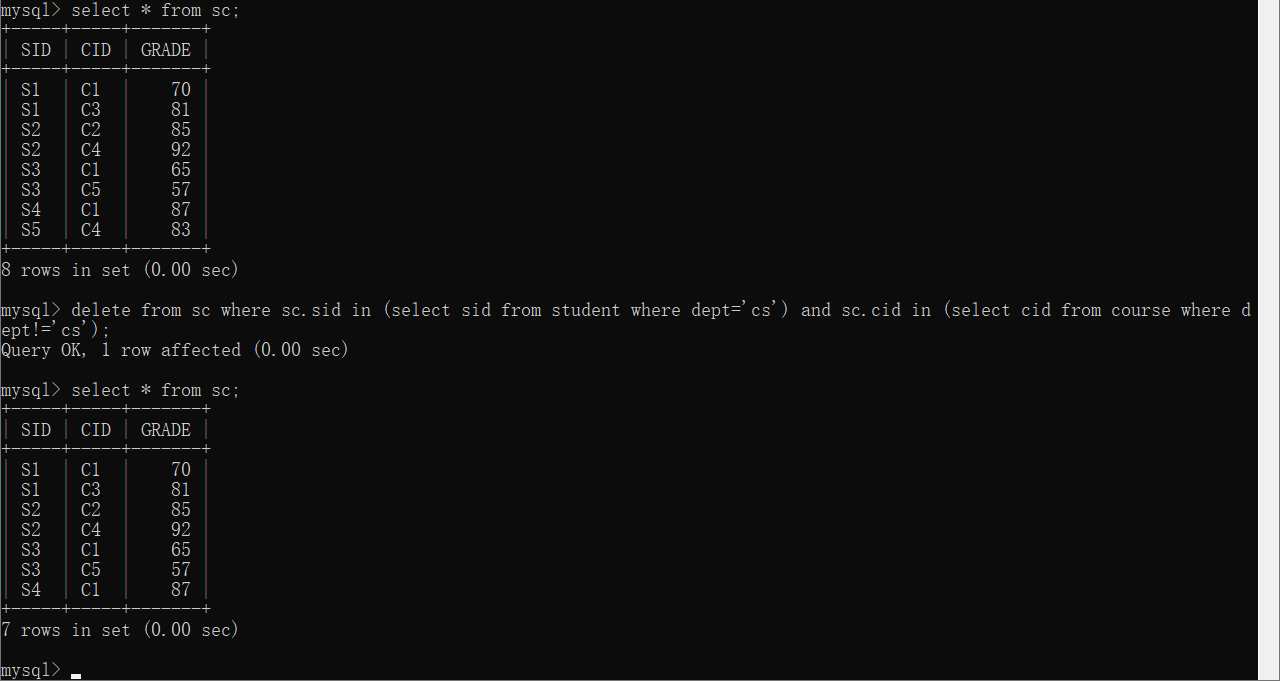 mysql> select * from sc;
+-----+-----+-------+
| SID | CID | GRADE |
+-----+-----+-------+
| S1  | C1  |    70 |
| S1  | C3  |    81 |
| S2  | C2  |    85 |
| S2  | C4  |    92 |
| S3  | C1  |    65 |
| S3  | C5  |    57 |
| S4  | C1  |    87 |
| S5  | C4  |    83 |
+-----+-----+-------+
8 rows in set (0.00 sec)
mysql> delete from sc where sc.sid in (select sid from student where dept='cs') and sc.cid in (select cid from course where d
ept!='cs');
Query OK, 1 row affected (0.00 sec)
mysql> select * from sc;
+-----+-----+-------+
| SID | CID | GRADE |
+-----+-----+-------+
| S1  | C1  |    70 |
| S1  | C3  |    81 |
| S2  | C2  |    85 |
| S2  | C4  |    92 |
| S3  | C1  |    65 |
| S3  | C5  |    57 |
| S4  | C1  |    87 |
+-----+-----+-------+
7 rows in set (0.00 sec)
mysql>